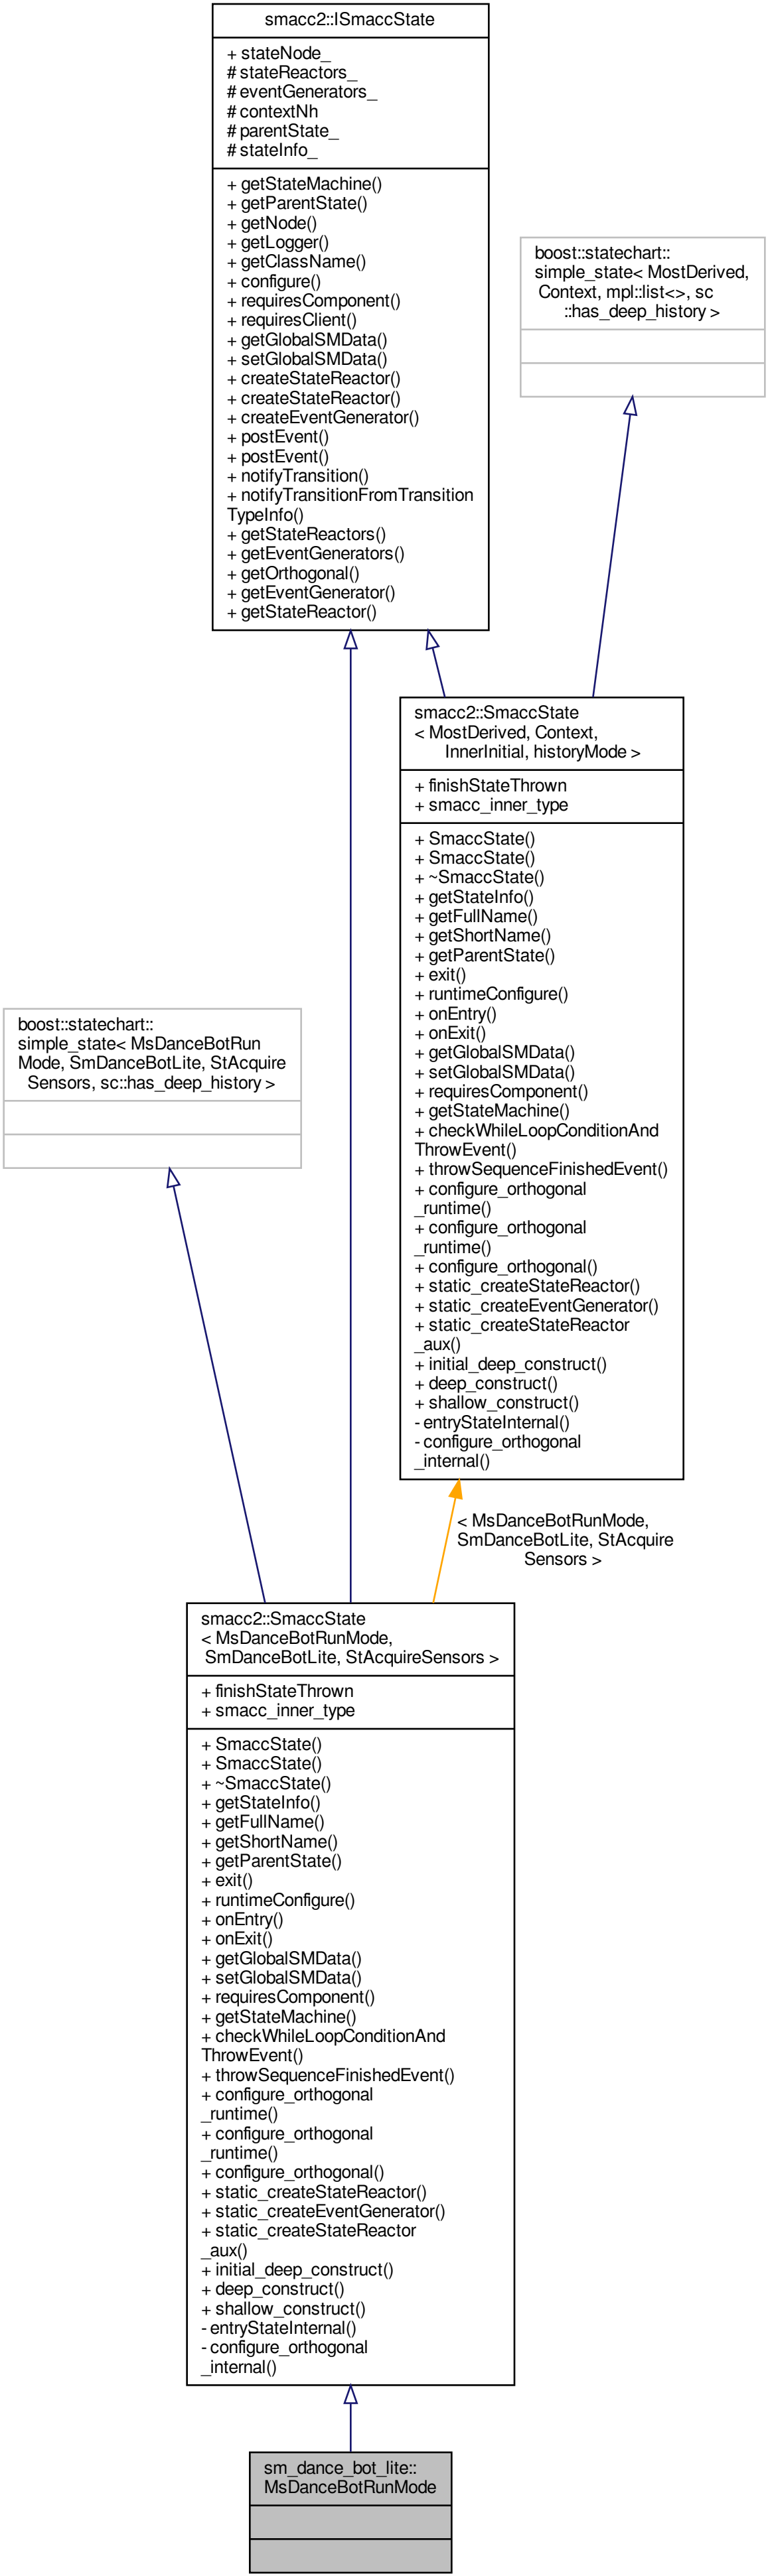 smacc2::ISmaccState
+ stateNode_
# stateReactors_
# eventGenerators_
# contextNh
# parentState_
# stateInfo_
+ getStateMachine()
+ getParentState()
+ getNode()
+ getLogger()
+ getClassName()
+ configure()
+ requiresComponent()
+ requiresClient()
+ getGlobalSMData()
+ setGlobalSMData()
+ createStateReactor()
+ createStateReactor()
+ createEventGenerator()
+ postEvent()
+ postEvent()
+ notifyTransition()
+ notifyTransitionFromTransition
TypeInfo()
+ getStateReactors()
+ getEventGenerators()
+ getOrthogonal()
+ getEventGenerator()
+ getStateReactor()
boost::statechart::
simple_state< MostDerived,
Context, mpl::list<>, sc
::has_deep_history >
smacc2::SmaccState
< MostDerived, Context,
InnerInitial, historyMode >
+ finishStateThrown
+ smacc_inner_type
+ SmaccState()
+ SmaccState()
+ ~SmaccState()
+ getStateInfo()
+ getFullName()
+ getShortName()
+ getParentState()
+ exit()
+ runtimeConfigure()
+ onEntry()
+ onExit()
+ getGlobalSMData()
+ setGlobalSMData()
+ requiresComponent()
+ getStateMachine()
+ checkWhileLoopConditionAnd
ThrowEvent()
+ throwSequenceFinishedEvent()
+ configure_orthogonal
_runtime()
+ configure_orthogonal
_runtime()
+ configure_orthogonal()
+ static_createStateReactor()
+ static_createEventGenerator()
+ static_createStateReactor
_aux()
+ initial_deep_construct()
+ deep_construct()
+ shallow_construct()
- entryStateInternal()
- configure_orthogonal
_internal()
boost::statechart::
simple_state< MsDanceBotRun
Mode, SmDanceBotLite, StAcquire
Sensors, sc::has_deep_history >
< MsDanceBotRunMode,
SmDanceBotLite, StAcquire
Sensors >
smacc2::SmaccState
< MsDanceBotRunMode,
SmDanceBotLite, StAcquireSensors >
+ finishStateThrown
+ smacc_inner_type
+ SmaccState()
+ SmaccState()
+ ~SmaccState()
+ getStateInfo()
+ getFullName()
+ getShortName()
+ getParentState()
+ exit()
+ runtimeConfigure()
+ onEntry()
+ onExit()
+ getGlobalSMData()
+ setGlobalSMData()
+ requiresComponent()
+ getStateMachine()
+ checkWhileLoopConditionAnd
ThrowEvent()
+ throwSequenceFinishedEvent()
+ configure_orthogonal
_runtime()
+ configure_orthogonal
_runtime()
+ configure_orthogonal()
+ static_createStateReactor()
+ static_createEventGenerator()
+ static_createStateReactor
_aux()
+ initial_deep_construct()
+ deep_construct()
+ shallow_construct()
- entryStateInternal()
- configure_orthogonal
_internal()
sm_dance_bot_lite::
MsDanceBotRunMode